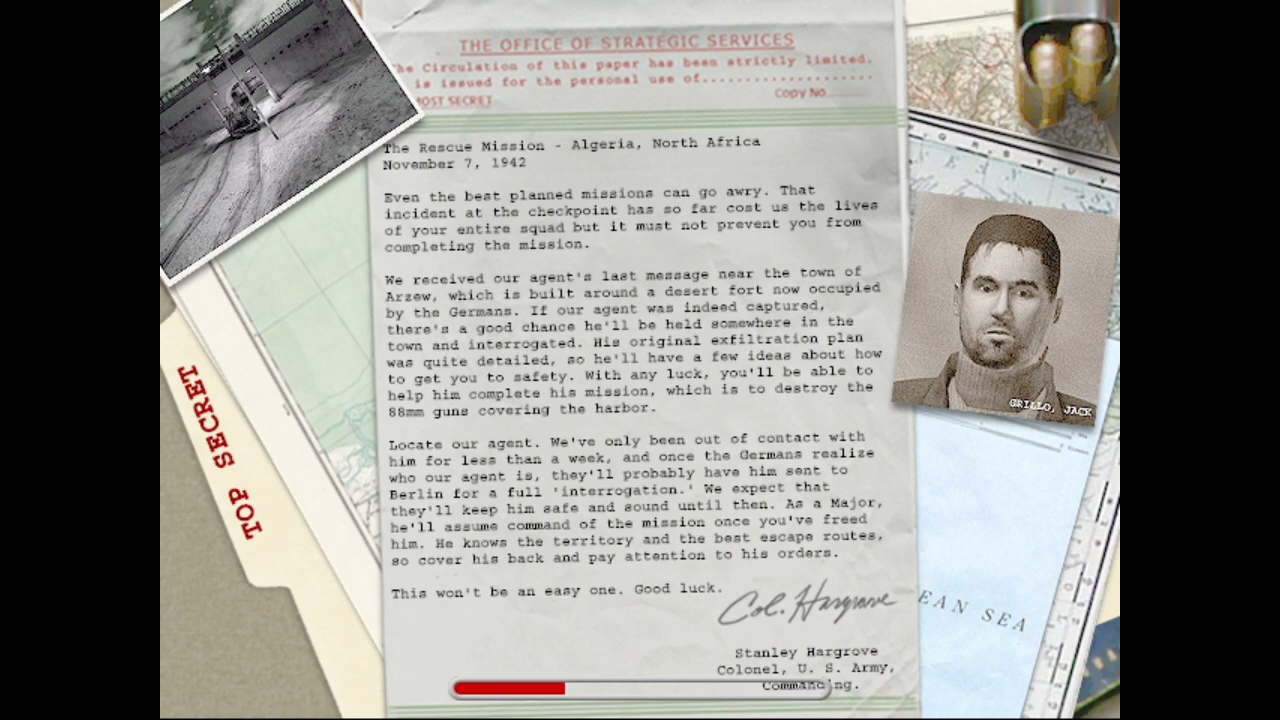 THE OFFICE OF STRATEGIC SERVICES
he Circulation of this paper has been strictly limited.
is issued for the personal use of....................
MOST SECRET
Copy No.........
The Rescue Mission - Algeria, North Africa
November 7, 1942
Even the best planned missions can go awry. That
incident at the checkpoint has so far cost us the lives
of your entire squad but it must not prevent you from
completing the mission.
We received our agent's last message near the town of
Arzew, which is built around a desert fort now occupied
by the Germans. If our agent was indeed captured,
there's a good chance he'll be held somewhere in the
town and interrogated. His original exfiltration plan
was quite detailed, so he'll have a few ideas about how
to get you to safety. With any luck, you'll be able to
help him complete his mission, which is to destroy the
88mm guns covering the harbor.
Locate our agent. We've only been out of contact with
him for less than a week, and once the Germans realize
who our agent is, they'll probably have him sent to
Berlin for a full 'interrogation.' We expect that
they'll keep him safe and sound until then. As a Major,
he'll assume command of the mission once you've freed
him. He knows the territory and the best escape routes,
so cover his back and pay attention to his orders.
This won't be an easy one. Good luck.
Col. Hargrove
Stanley Hargrove
Colonel, U. S. Army,
Commanding.
TOP SECRET
GRILLO, JACK
EAN SEA